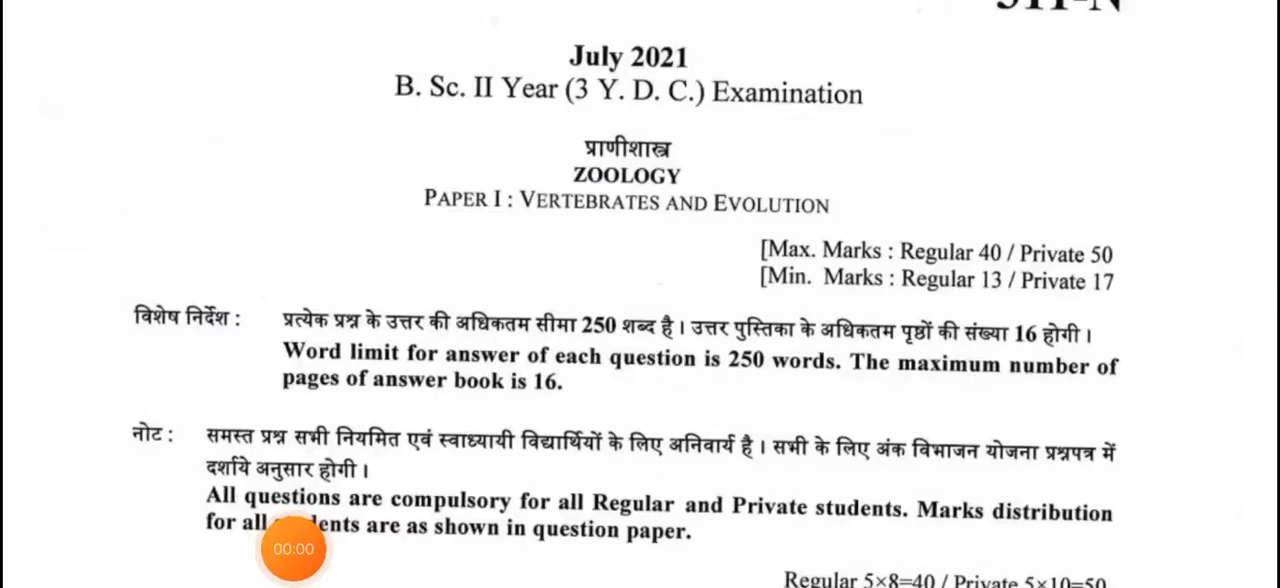 July 2021
B. Sc. II Year (3 Y. D. C.) Examination
प्राणीशास्त्र
ZOOLOGY
PAPER I : VERTEBRATES AND EVOLUTION
[Max. Marks : Regular 40 / Private 50
[Min. Marks : Regular 13 / Private 17
विशेष निर्देश : प्रत्येक प्रश्न के उत्तर की अधिकतम सीमा 250 शब्द है । उत्तर पुस्तिका के अधिकतम पृष्ठों की संख्या 16 होगी ।
Word limit for answer of each question is 250 words. The maximum number of
pages of answer book is 16.
नोट : समस्त प्रश्न सभी नियमित एवं स्वाध्यायी विद्यार्थियों के लिए अनिवार्य है । सभी के लिए अंक विभाजन योजना प्रश्नपत्र में
दर्शाये अनुसार होगी ।
All questions are compulsory for all Regular and Private students. Marks distribution
for all are as shown in question paper.
00:00
Regular 5×8=40 / Private 5×10=50